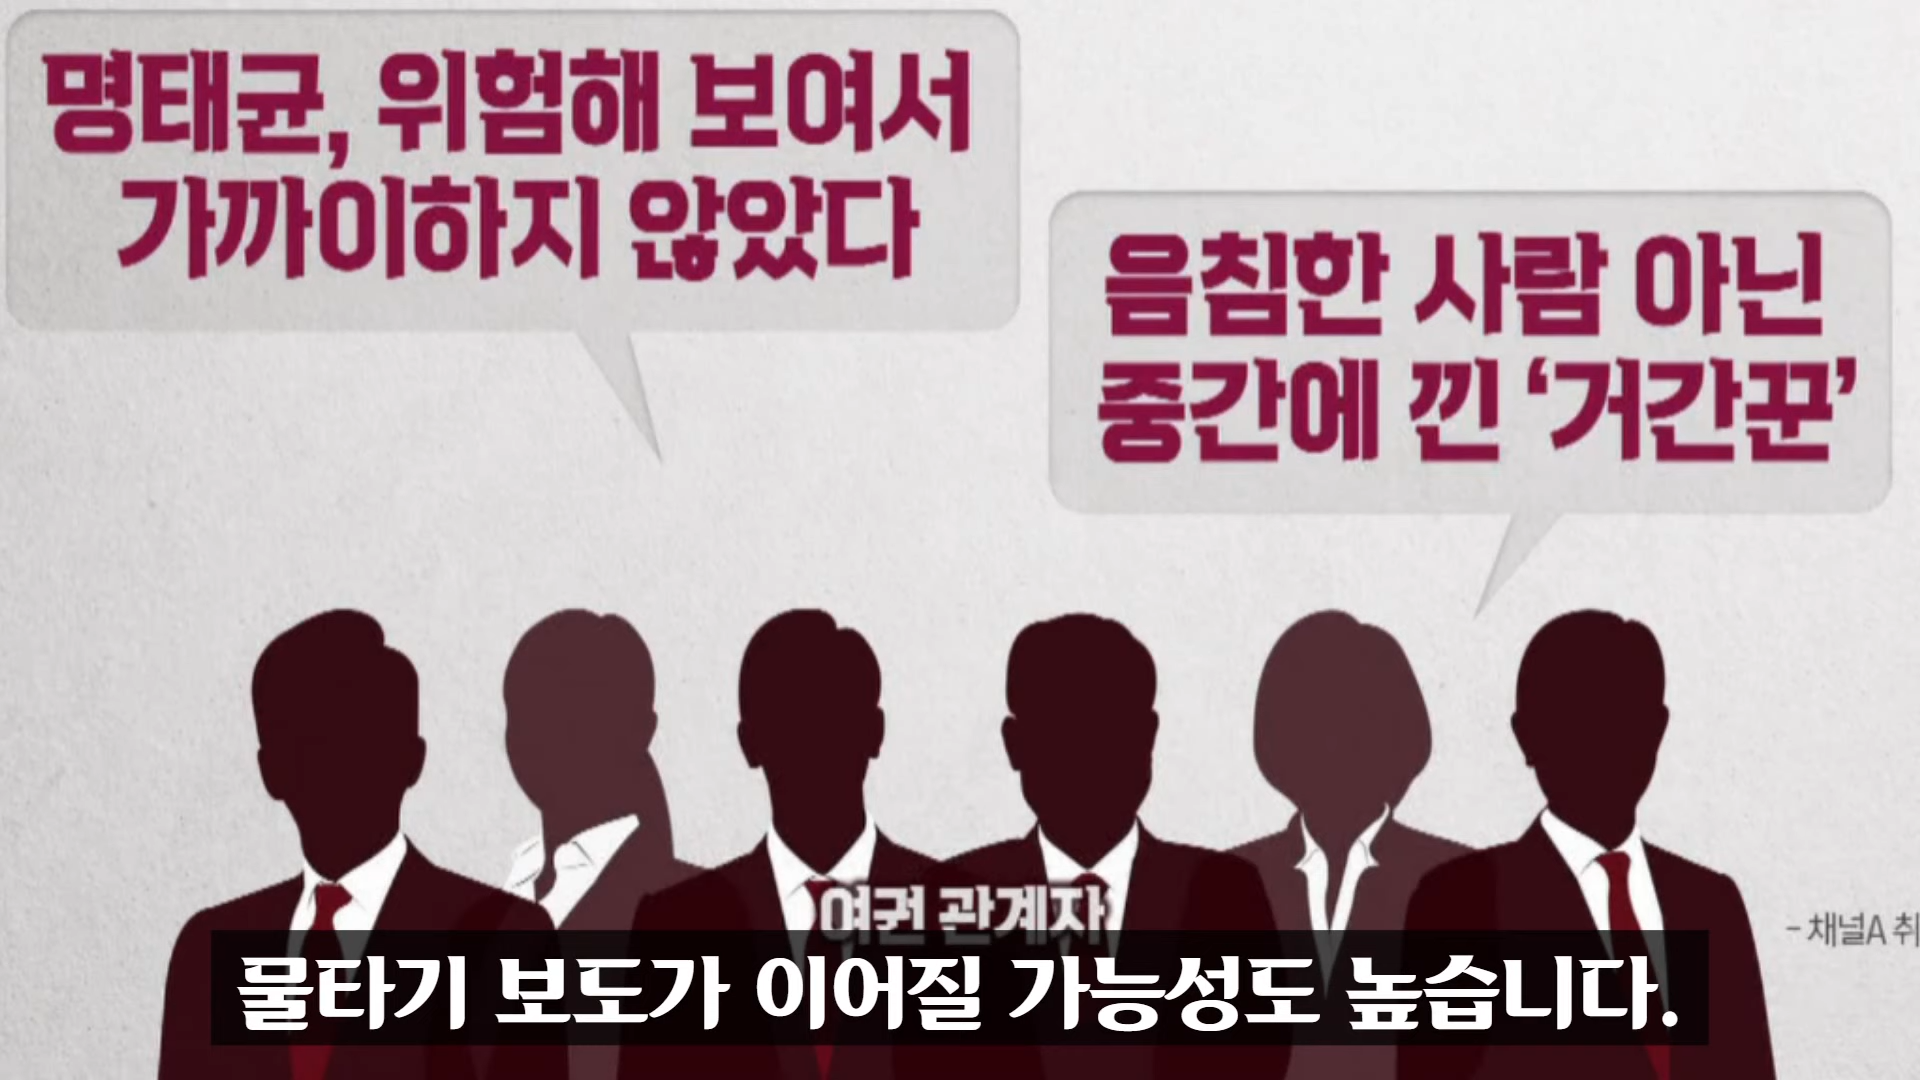 명태균, 위험해 보여서
가까이하지 않았다
음침한 사람 아닌
중간에 낀 ‘거간꾼’
여권 관계자
- 채널A 취
물타기 보도가 이어질 가능성도 높습니다.